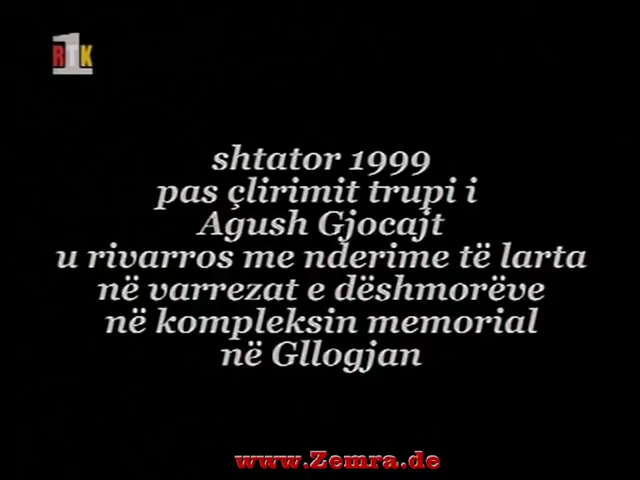 RTK 1
shtator 1999
pas çlirimit trupi i
Agush Gjocajt
u rivarros me nderime të larta
në varrezat e dëshmorëve
në kompleksin memorial
në Gllogjan
www.Zemra.de